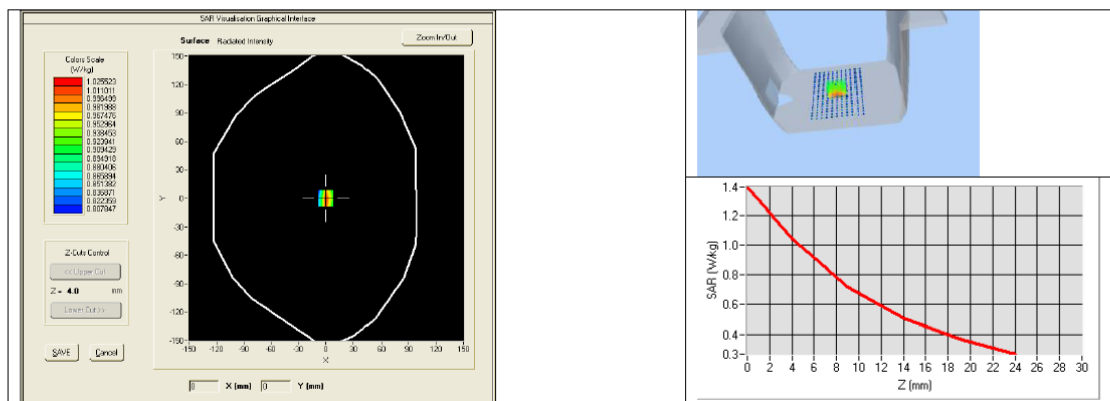 SAR Visualisation Graphical Interface
Surface Radiated Intensity
Zoom In/Out
Colors Scale
(W/kg)
1.025523
1.011011
0.996499
0.981988
0.967476
0.952964
0.938453
0.923941
0.909429
0.894918
0.880406
0.865894
0.851382
0.836871
0.822359
0.807847
Z-Cuts Control
<< Upper Cut
Z = 4.0 mm
Lower Cut >>
SAVE Cancel
150
120
90
60
30
0
-30
-60
-90
-120
-150
Y
-150 -120 -90 -60 -30 0 30 60 90 120 150
X
0 X (mm) 0 Y (mm)
1.4
1.2
1.0
0.8
0.6
0.4
0.3
SAR (W/kg)
0 2 4 6 8 10 12 14 16 18 20 22 24 26 28 30
Z (mm)